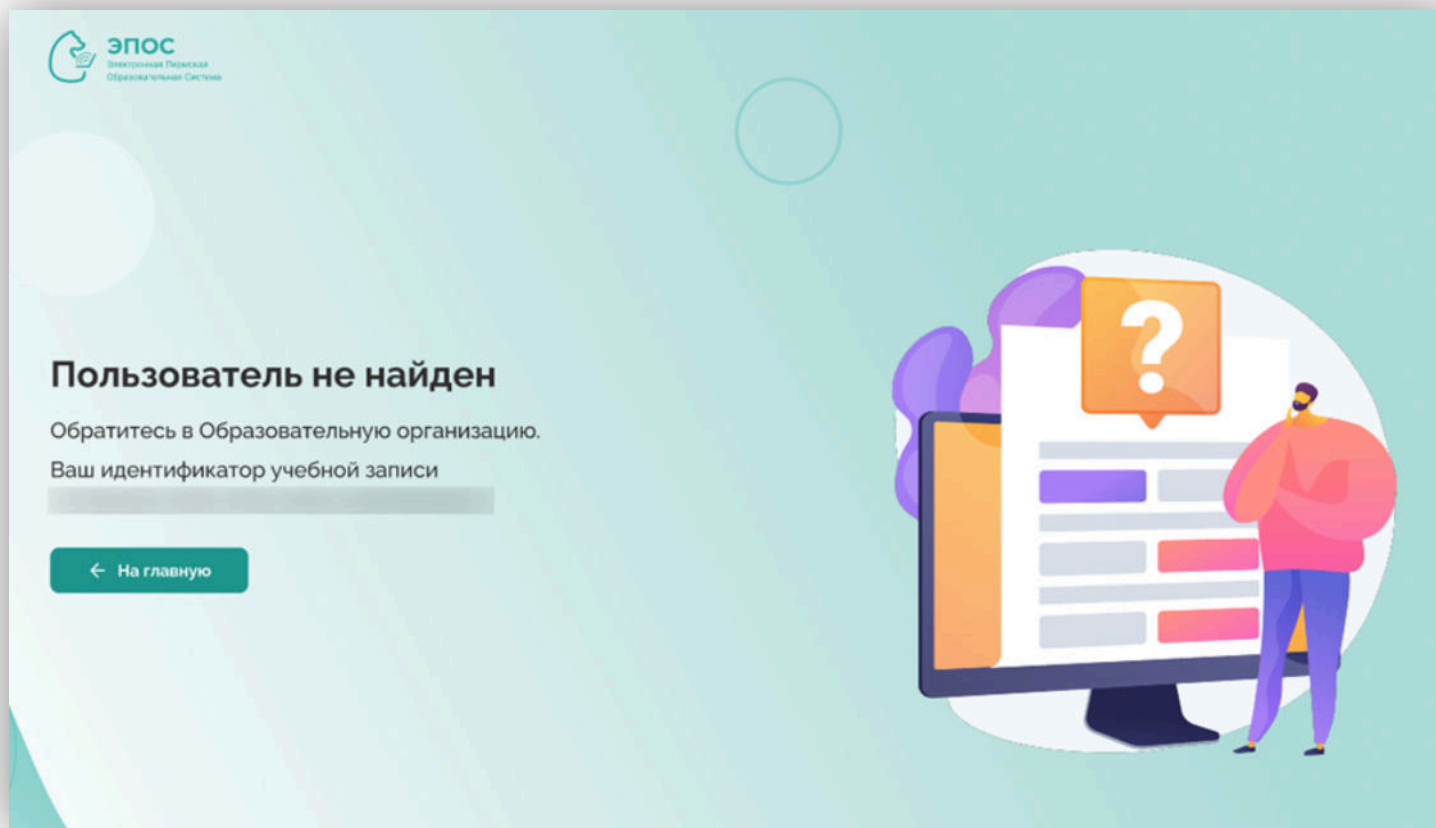 ЭПОС
Электронная Пермская
Образовательная Система
Пользователь не найден
Обратитесь в Образовательную организацию.
Ваш идентификатор учебной записи
← На главную
?